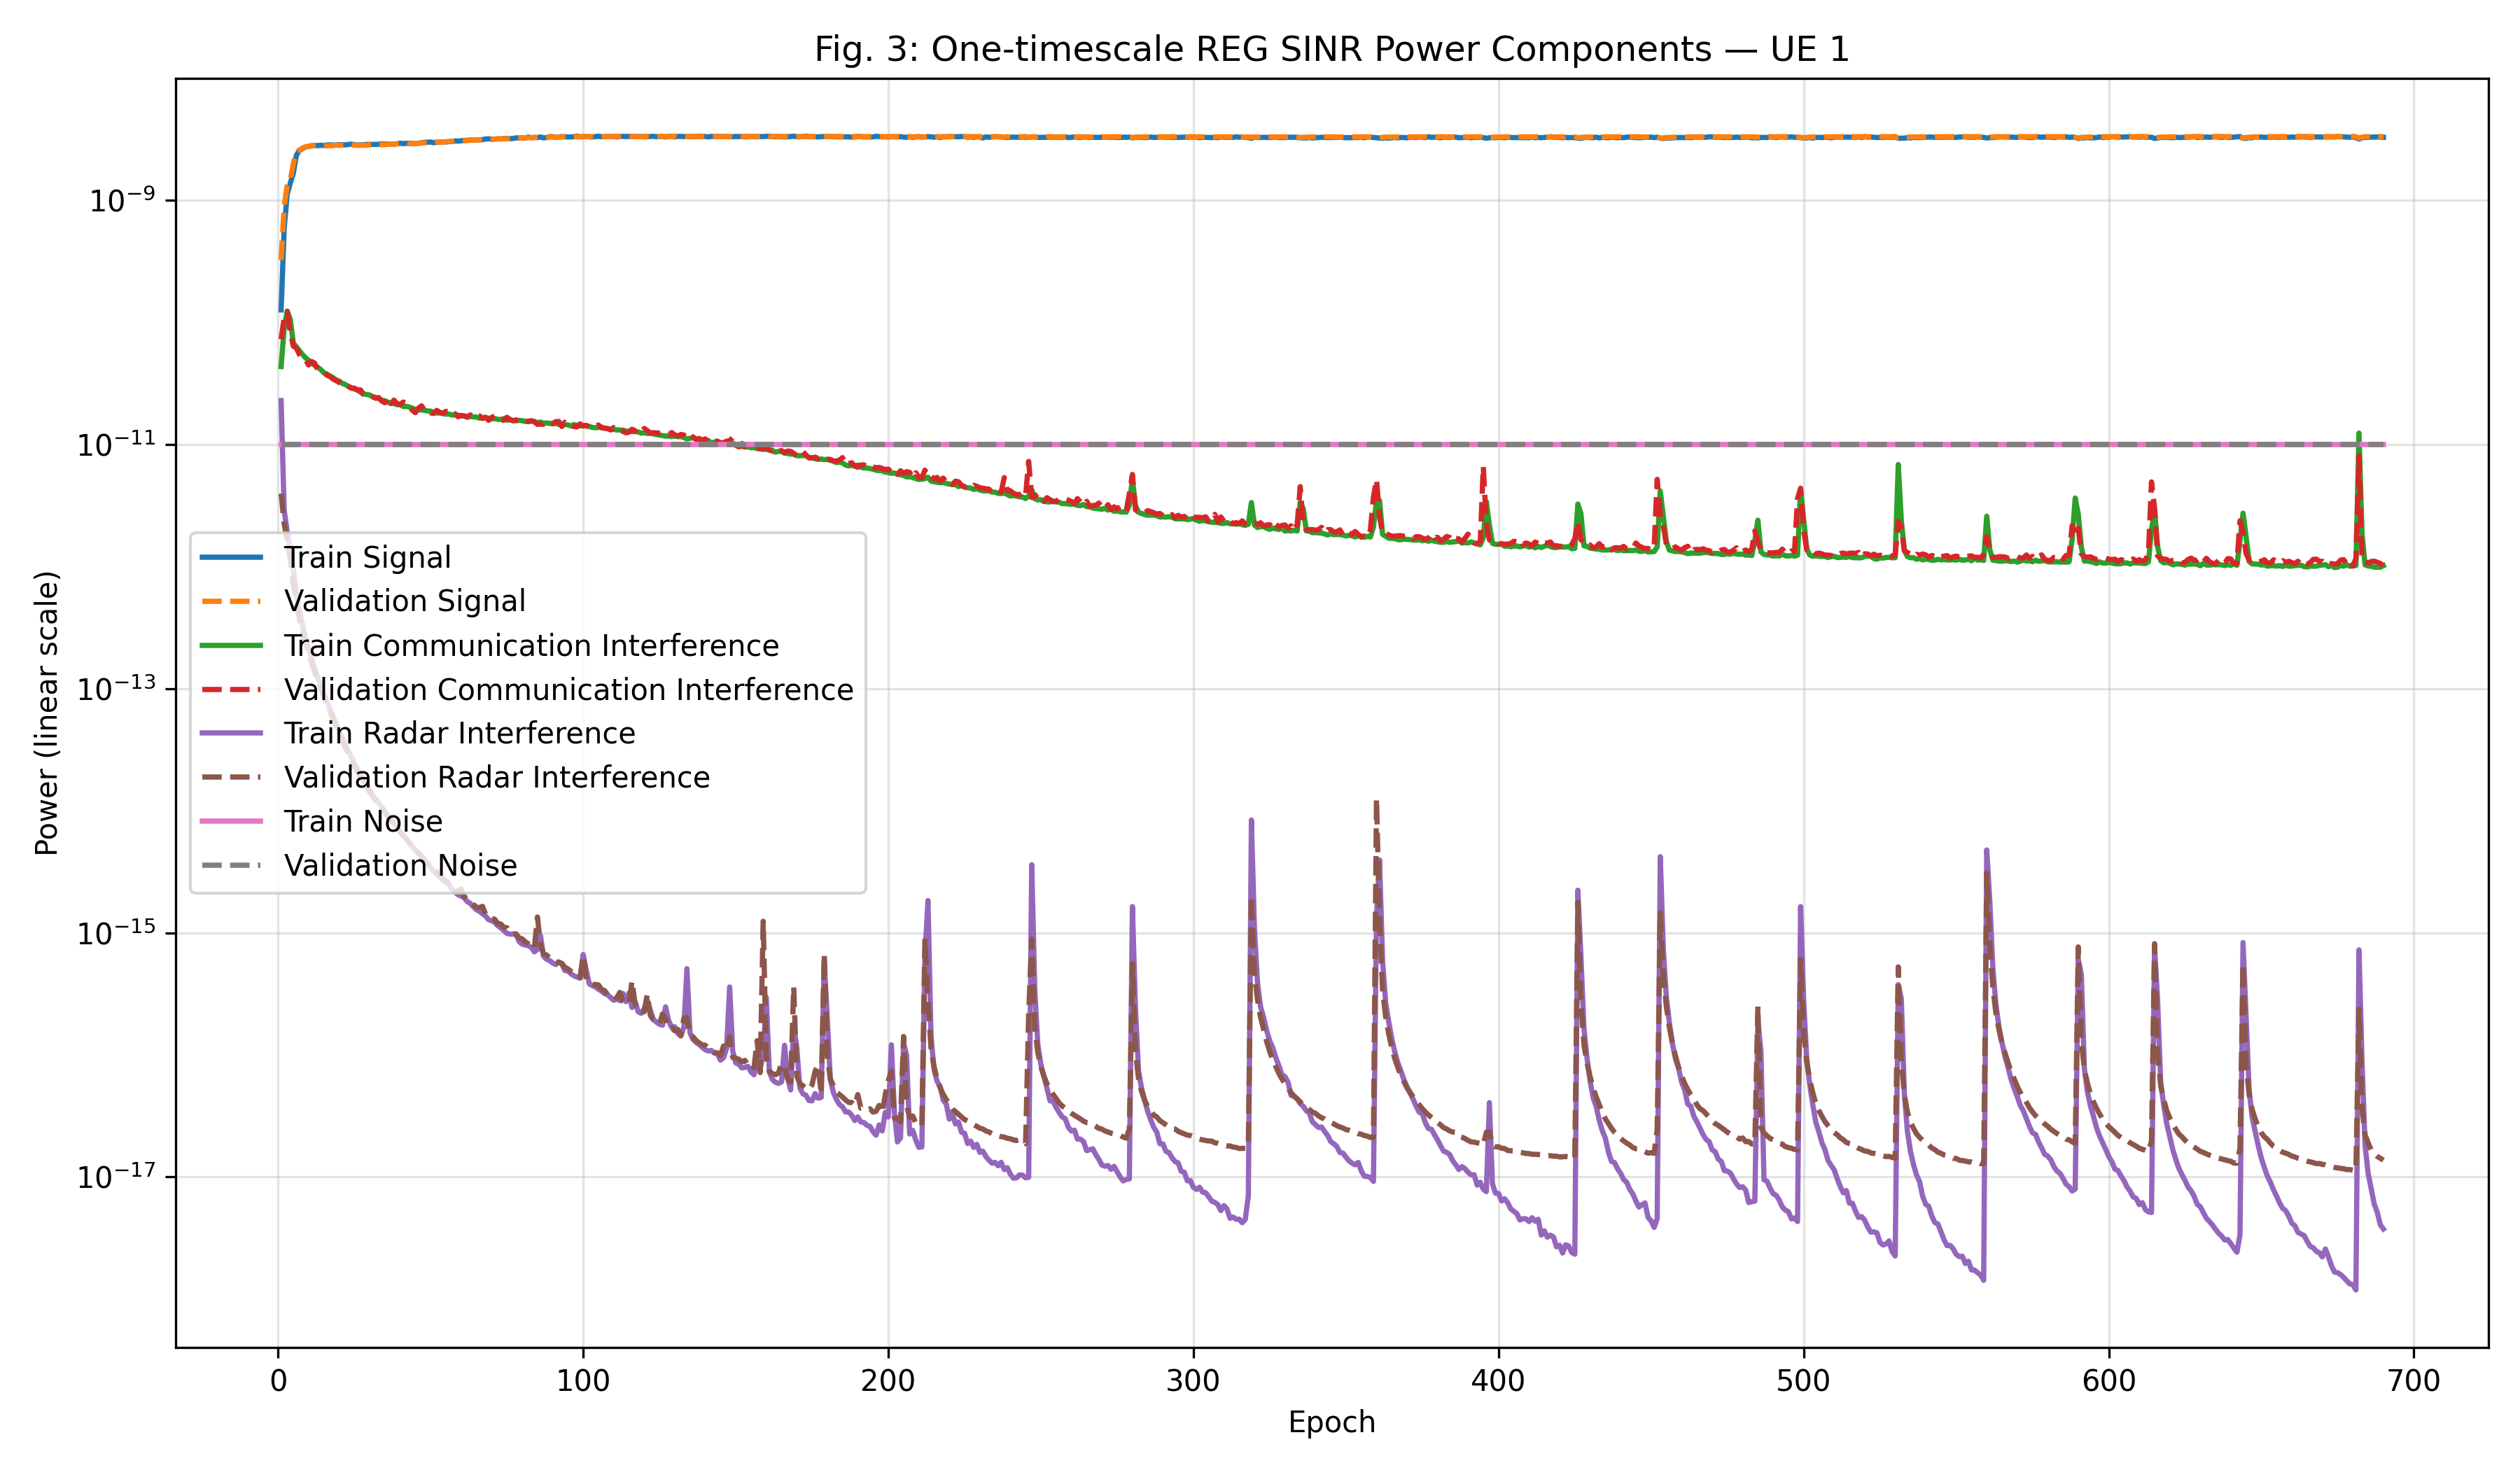 Fig. 3: One-timescale REG SINR Power Components — UE 1
Power (linear scale)
10⁻⁹
10⁻¹¹
10⁻¹³
10⁻¹⁵
10⁻¹⁷
Train Signal
Validation Signal
Train Communication Interference
Validation Communication Interference
Train Radar Interference
Validation Radar Interference
Train Noise
Validation Noise
0 100 200 300 400 500 600 700
Epoch